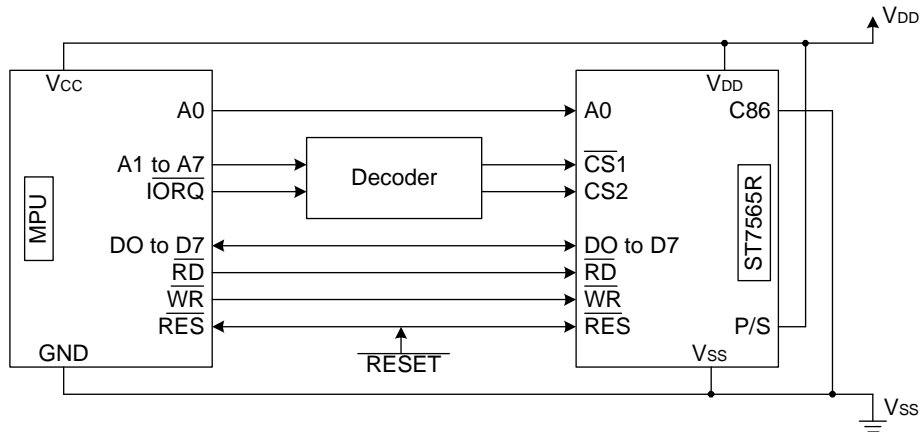 VDD
VCC
VDD
A0
A0
C86
A1 to A7
Decoder
CS1
IORQ
CS2
MPU
ST7565R
DO to D7
DO to D7
RD
RD
WR
WR
RES
RES
P/S
RESET
GND
VSS
VSS